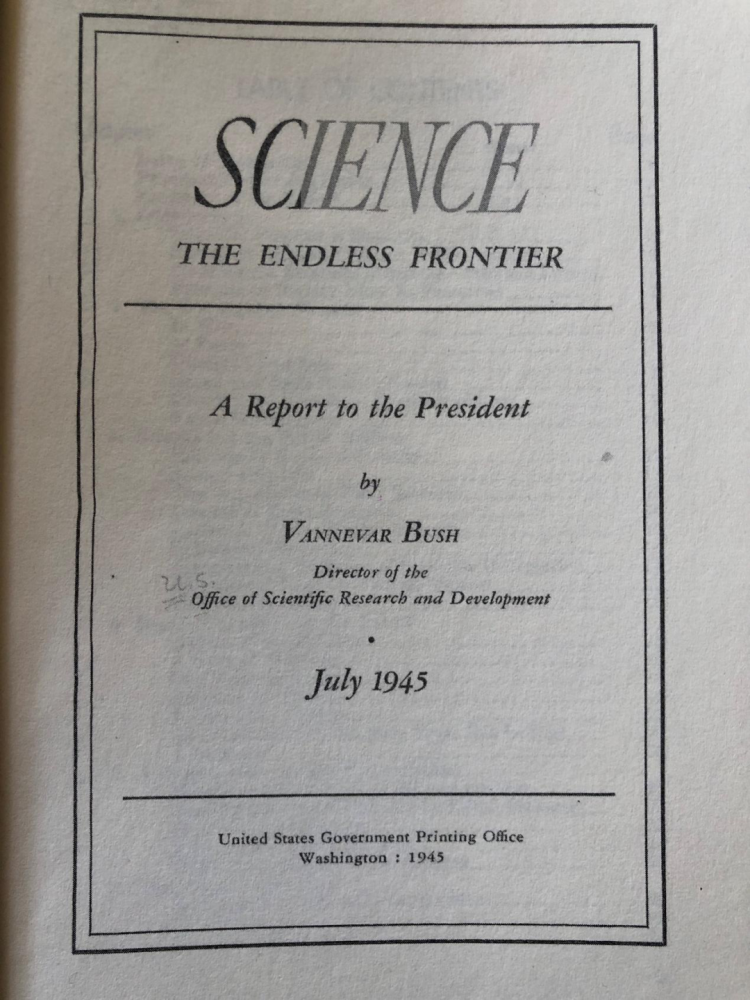 SCIENCE
THE ENDLESS FRONTIER
A Report to the President
by
VANNEVAR BUSH
Director of the
U.S.
Office of Scientific Research and Development
•
July 1945
United States Government Printing Office
Washington : 1945